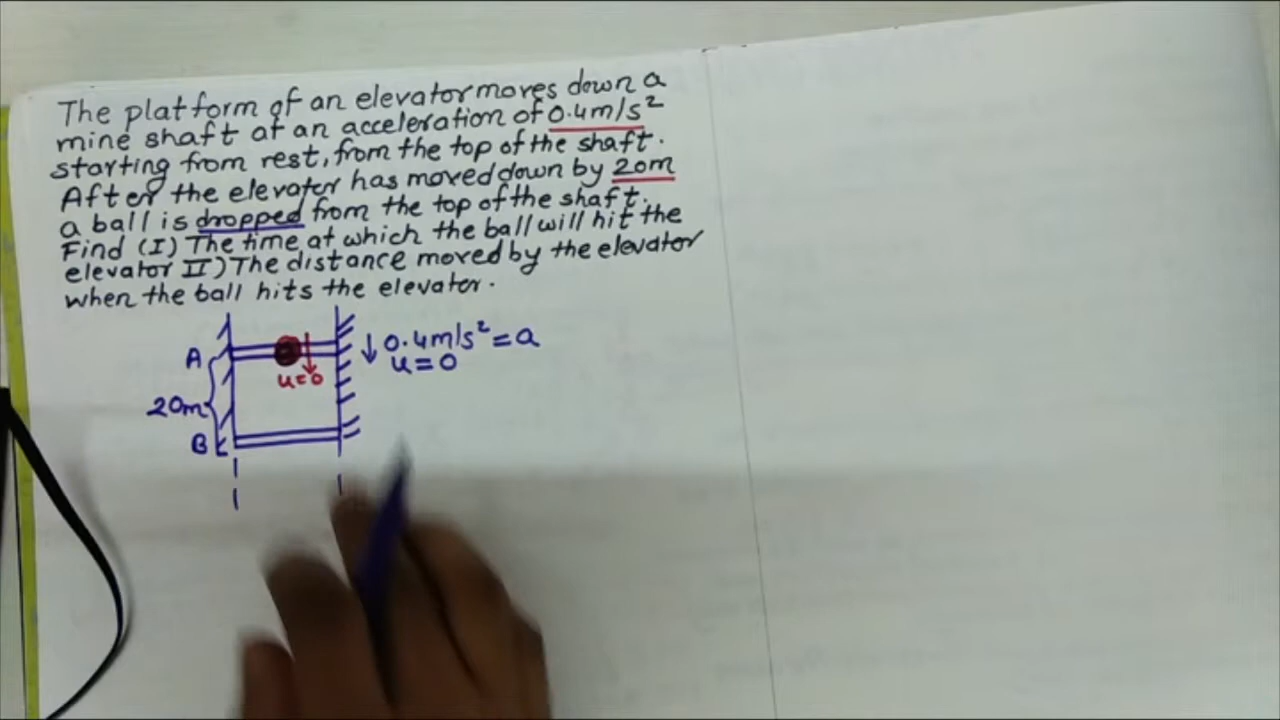 The platform of an elevator moves down a
mine shaft at an acceleration of 0.4m/s²
starting from rest, from the top of the shaft.
After the elevator has moved down by 20m
a ball is dropped from the top of the shaft.
Find (I) The time at which the ball will hit the
elevator II) The distance moved by the elevator
when the ball hits the elevator.
A
0.4m/s² = a
u = 0
u=0
20m
B